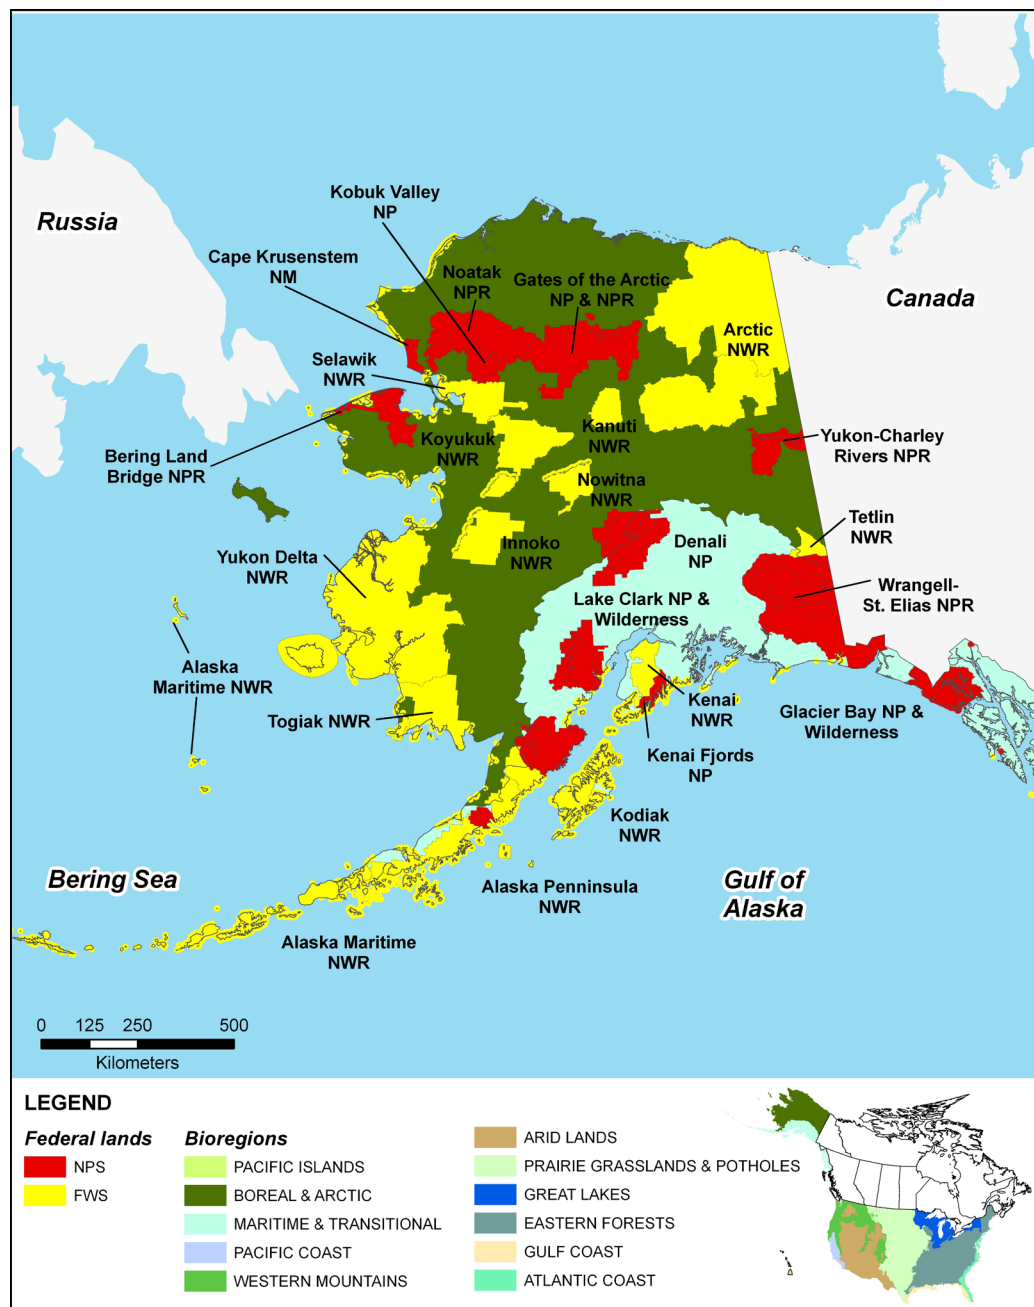 Russia
Kobuk Valley
NP
Cape Krusenstem
NM
Noatak
NPR
Gates of the Arctic
NP & NPR
Canada
Arctic
NWR
Selawik
NWR
Bering Land
Bridge NPR
Koyukuk
NWR
Kanuti
NWR
Yukon-Charley
Rivers NPR
Nowitna
NWR
Tetlin
NWR
Innoko
NWR
Denali
NP
Yukon Delta
NWR
Wrangell-
St. Elias NPR
Lake Clark NP &
Wilderness
Alaska
Maritime NWR
Togiak NWR
Kenai
NWR
Glacier Bay NP &
Wilderness
Kenai Fjords
NP
Kodiak
NWR
Bering Sea
Gulf of
Alaska
Alaska Penninsula
NWR
Alaska Maritime
NWR
0 125 250 500
Kilometers
LEGEND
Federal lands
NPS
FWS
Bioregions
PACIFIC ISLANDS
BOREAL & ARCTIC
MARITIME & TRANSITIONAL
PACIFIC COAST
WESTERN MOUNTAINS
ARID LANDS
PRAIRIE GRASSLANDS & POTHOLES
GREAT LAKES
EASTERN FORESTS
GULF COAST
ATLANTIC COAST